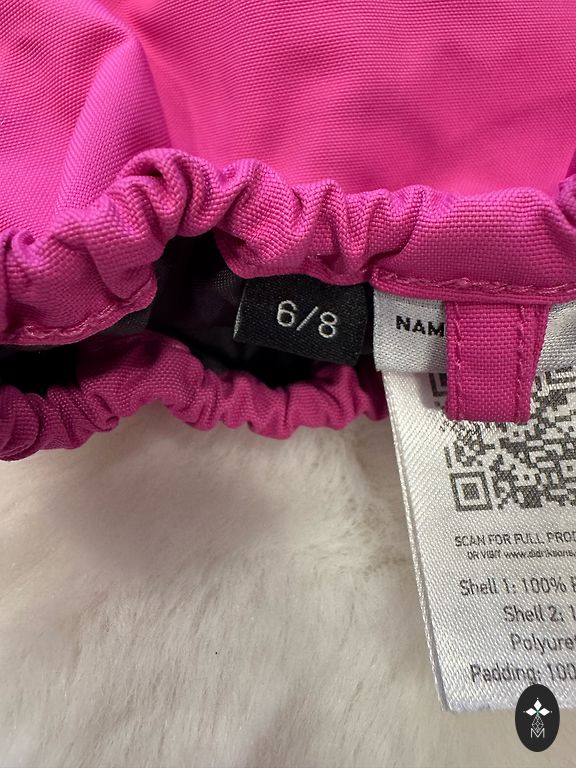 6/8
NAM
SCAN FOR FULL PROD
OR VISIT www.didriksons
Shell 1: 100%
Shell 2: 1
Polyure
Padding: 100
M